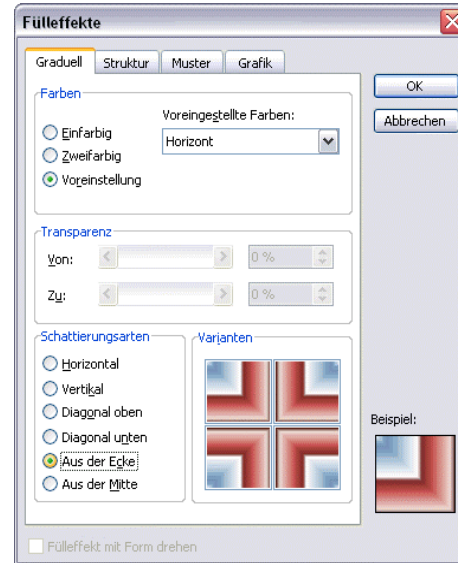 Fülleffekte
Graduell Struktur Muster Grafik
OK
Abbrechen
Farben
Einfarbig
Zweifarbig
Voreinstellung
Voreingestellte Farben:
Horizont
Transparenz
Von: 0 %
Zu: 0 %
Schattierungsarten
Horizontal
Vertikal
Diagonal oben
Diagonal unten
Aus der Ecke
Aus der Mitte
Varianten
Beispiel:
Fülleffekt mit Form drehen